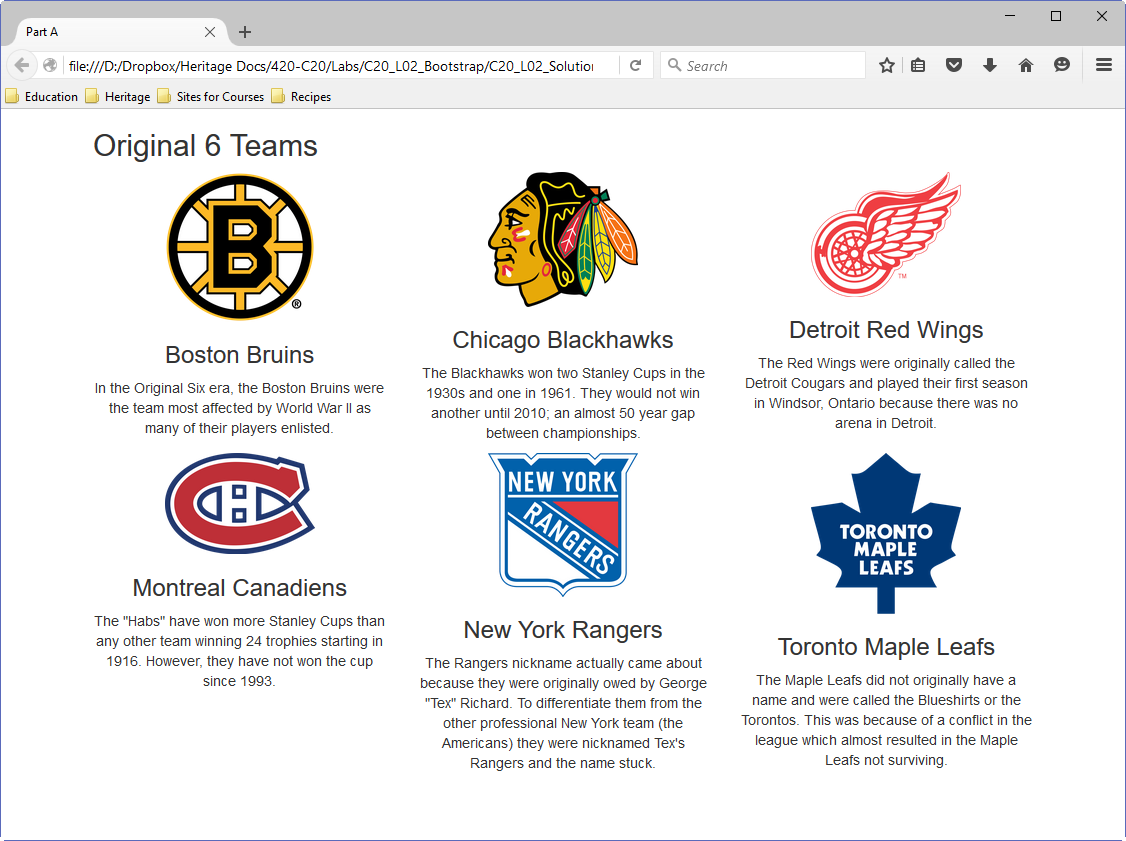 Part A
file:///D:/Dropbox/Heritage Docs/420-C20/Labs/C20_L02_Bootstrap/C20_L02_Solution
Search
Education Heritage Sites for Courses Recipes
Original 6 Teams
B
®
Boston Bruins
In the Original Six era, the Boston Bruins were
the team most affected by World War II as
many of their players enlisted.
Chicago Blackhawks
The Blackhawks won two Stanley Cups in the
1930s and one in 1961. They would not win
another until 2010; an almost 50 year gap
between championships.
TM
Detroit Red Wings
The Red Wings were originally called the
Detroit Cougars and played their first season
in Windsor, Ontario because there was no
arena in Detroit.
CH
Montreal Canadiens
The "Habs" have won more Stanley Cups than
any other team winning 24 trophies starting in
1916. However, they have not won the cup
since 1993.
NEW YORK
RANGERS
New York Rangers
The Rangers nickname actually came about
because they were originally owed by George
"Tex" Richard. To differentiate them from the
other professional New York team (the
Americans) they were nicknamed Tex's
Rangers and the name stuck.
TORONTO
MAPLE
LEAFS
Toronto Maple Leafs
The Maple Leafs did not originally have a
name and were called the Blueshirts or the
Torontos. This was because of a conflict in the
league which almost resulted in the Maple
Leafs not surviving.